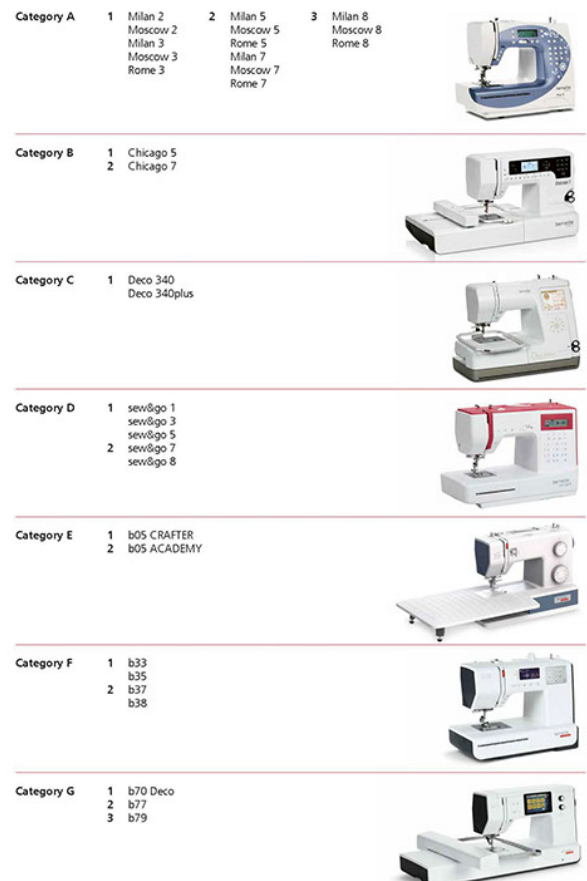 Category A 1 Milan 2 2 Milan 5 3 Milan 8
Moscow 2 Moscow 5 Moscow 8
Milan 3 Rome 5 Rome 8
Moscow 3 Milan 7
Rome 3 Moscow 7
Rome 7
Category B 1 Chicago 5
2 Chicago 7
Category C 1 Deco 340
Deco 340plus
Category D 1 sew&go 1
sew&go 3
sew&go 5
2 sew&go 7
sew&go 8
Category E 1 b05 CRAFTER
2 b05 ACADEMY
Category F 1 b33
b35
2 b37
b38
Category G 1 b70 Deco
2 b77
3 b79